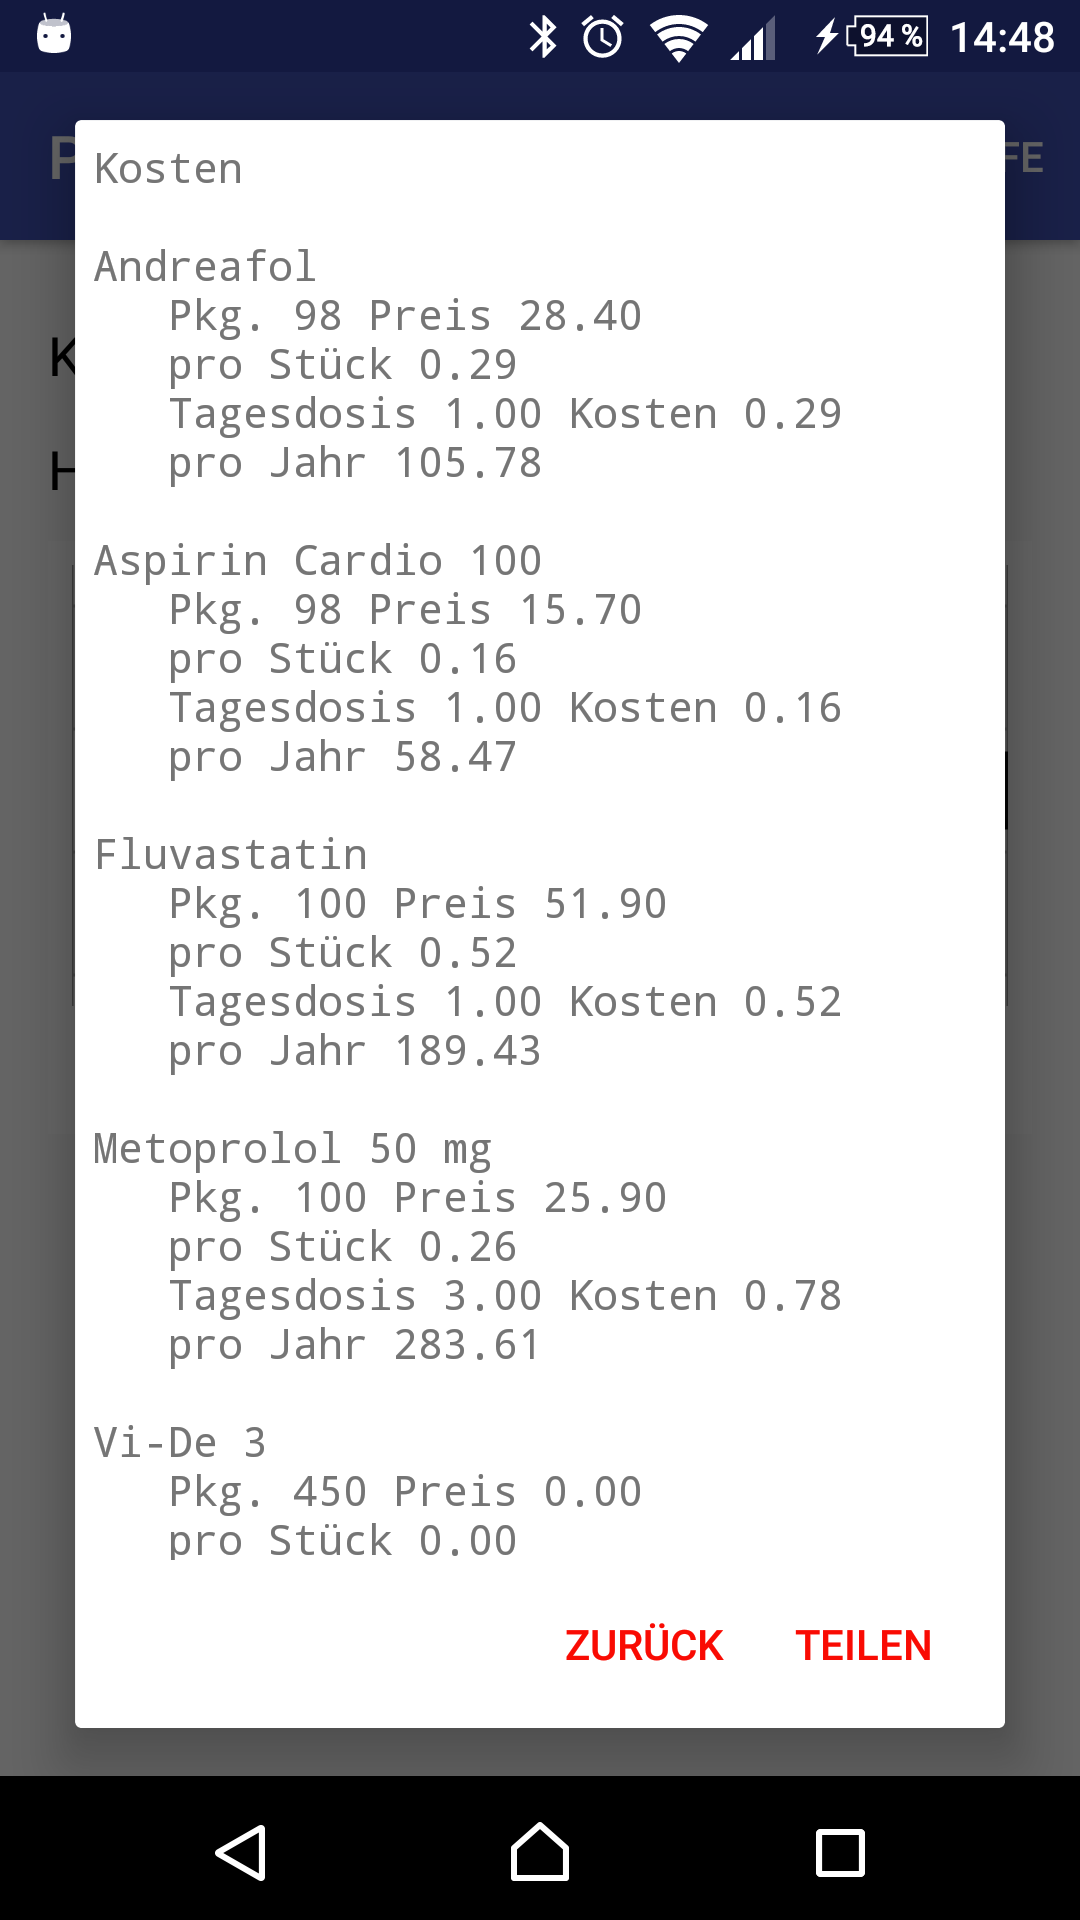 94 % 14:48
Kosten
Andreafol
Pkg. 98 Preis 28.40
pro Stück 0.29
Tagesdosis 1.00 Kosten 0.29
pro Jahr 105.78
Aspirin Cardio 100
Pkg. 98 Preis 15.70
pro Stück 0.16
Tagesdosis 1.00 Kosten 0.16
pro Jahr 58.47
Fluvastatin
Pkg. 100 Preis 51.90
pro Stück 0.52
Tagesdosis 1.00 Kosten 0.52
pro Jahr 189.43
Metoprolol 50 mg
Pkg. 100 Preis 25.90
pro Stück 0.26
Tagesdosis 3.00 Kosten 0.78
pro Jahr 283.61
Vi-De 3
Pkg. 450 Preis 0.00
pro Stück 0.00
ZURÜCK TEILEN